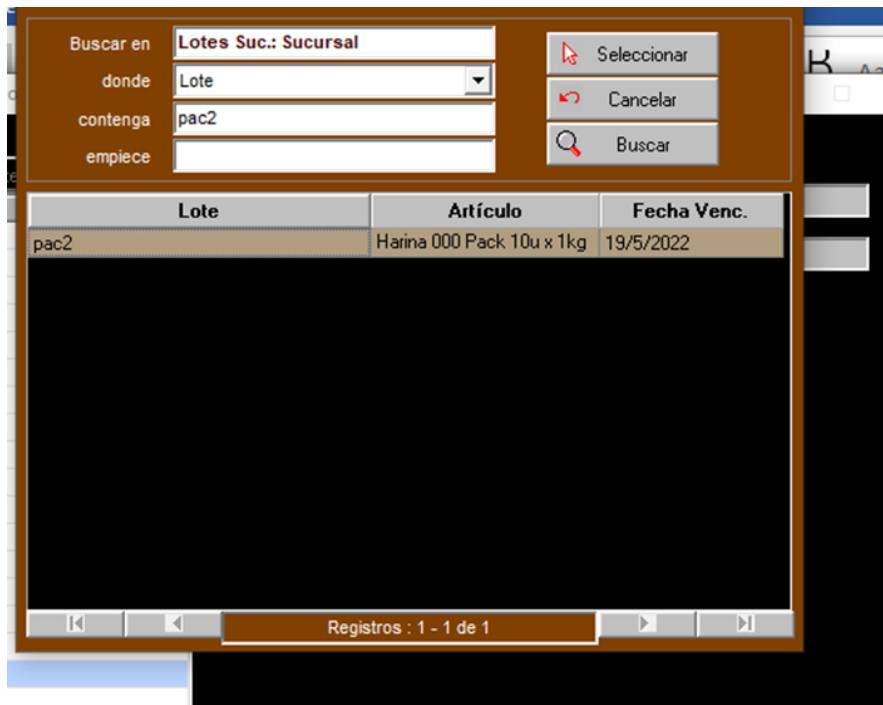 Buscar en Lotes Suc.: Sucursal
Seleccionar
donde Lote
Cancelar
contenga pac2
Buscar
empiece
Lote Artículo Fecha Venc.
pac2 Harina 000 Pack 10u x 1kg 19/5/2022
Registros : 1 - 1 de 1